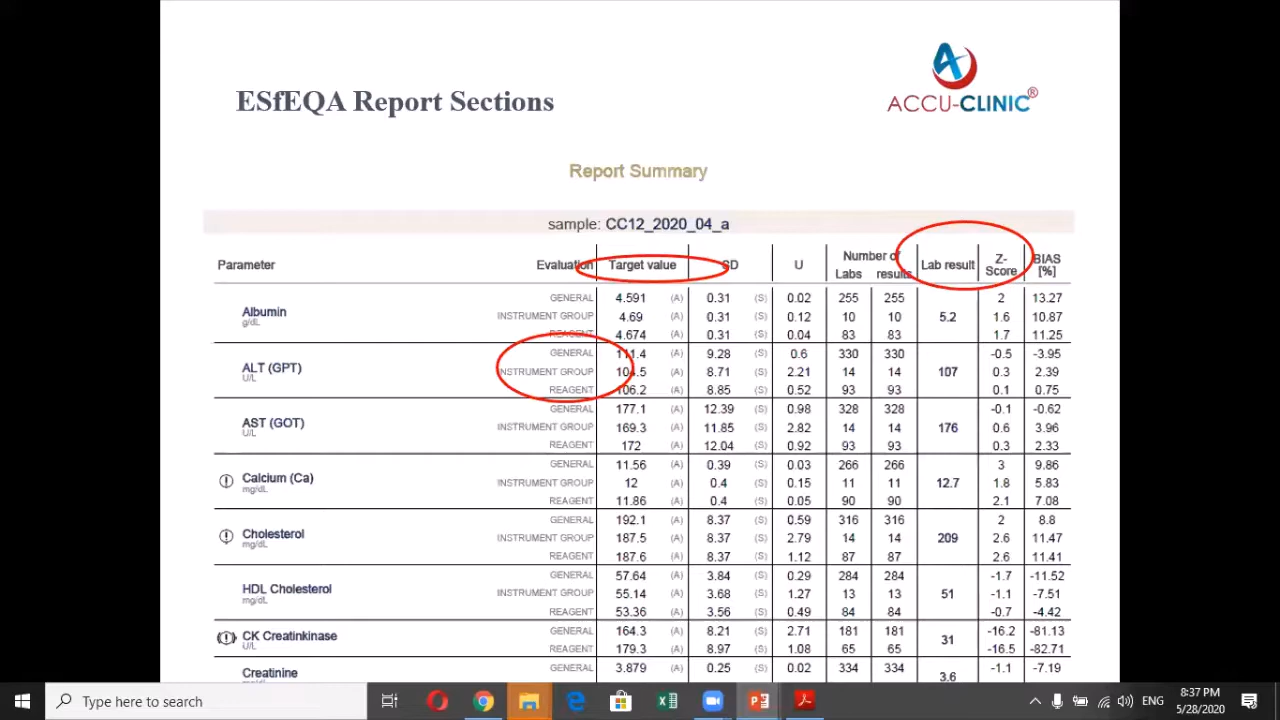 ESfEQA Report Sections
ACCU-CLINIC®
Report Summary
sample: CC12_2020_04_a
Parameter Evaluation Target value SD U Number of Labs results Lab result Z-Score BIAS [%]
Albumin g/dL 5.2
GENERAL 4.591 (A) 0.31 (S) 0.02 255 255 2 13.27
INSTRUMENT GROUP 4.69 (A) 0.31 (S) 0.12 10 10 1.6 10.87
REAGENT 4.674 (A) 0.31 (S) 0.04 83 83 1.7 11.25
ALT (GPT) U/L 107
GENERAL 111.4 (A) 9.28 (S) 0.6 330 330 -0.5 -3.95
INSTRUMENT GROUP 104.5 (A) 8.71 (S) 2.21 14 14 0.3 2.39
REAGENT 106.2 (A) 8.85 (S) 0.52 93 93 0.1 0.75
AST (GOT) U/L 176
GENERAL 177.1 (A) 12.39 (S) 0.98 328 328 -0.1 -0.62
INSTRUMENT GROUP 169.3 (A) 11.85 (S) 2.82 14 14 0.6 3.96
REAGENT 172 (A) 12.04 (S) 0.92 93 93 0.3 2.33
Calcium (Ca) mg/dL 12.7
GENERAL 11.56 (A) 0.39 (S) 0.03 266 266 3 9.86
INSTRUMENT GROUP 12 (A) 0.4 (S) 0.15 11 11 1.8 5.83
REAGENT 11.86 (A) 0.4 (S) 0.05 90 90 2.1 7.08
Cholesterol mg/dL 209
GENERAL 192.1 (A) 8.37 (S) 0.59 316 316 2 8.8
INSTRUMENT GROUP 187.5 (A) 8.37 (S) 2.79 14 14 2.6 11.47
REAGENT 187.6 (A) 8.37 (S) 1.12 87 87 2.6 11.41
HDL Cholesterol mg/dL 51
GENERAL 57.64 (A) 3.84 (S) 0.29 284 284 -1.7 -11.52
INSTRUMENT GROUP 55.14 (A) 3.68 (S) 1.27 13 13 -1.1 -7.51
REAGENT 53.36 (A) 3.56 (S) 0.49 84 84 -0.7 -4.42
CK Creatinkinase U/L 31
GENERAL 164.3 (A) 8.21 (S) 2.71 181 181 -16.2 -81.13
REAGENT 179.3 (A) 8.97 (S) 1.08 65 65 -16.5 -82.71
Creatinine 3.6
GENERAL 3.879 (A) 0.25 (S) 0.02 334 334 -1.1 -7.19
Type here to search
ENG
8:37 PM
5/28/2020